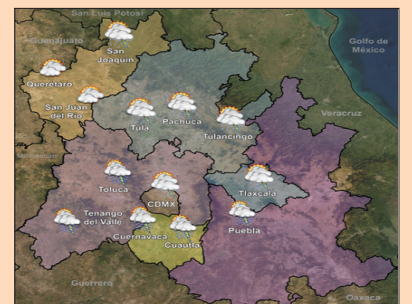 San Luis Potosí
Guanajuato
San
Joaquín
Golfo de
México
Querétaro
San Juan
del Río
Veracruz
Tula
Pachuca
Tulancingo
Toluca
CDMX
Tlaxcala
Tenango
del Valle
Cuernavaca
Cuautla
Puebla
Guerrero
Oaxaca